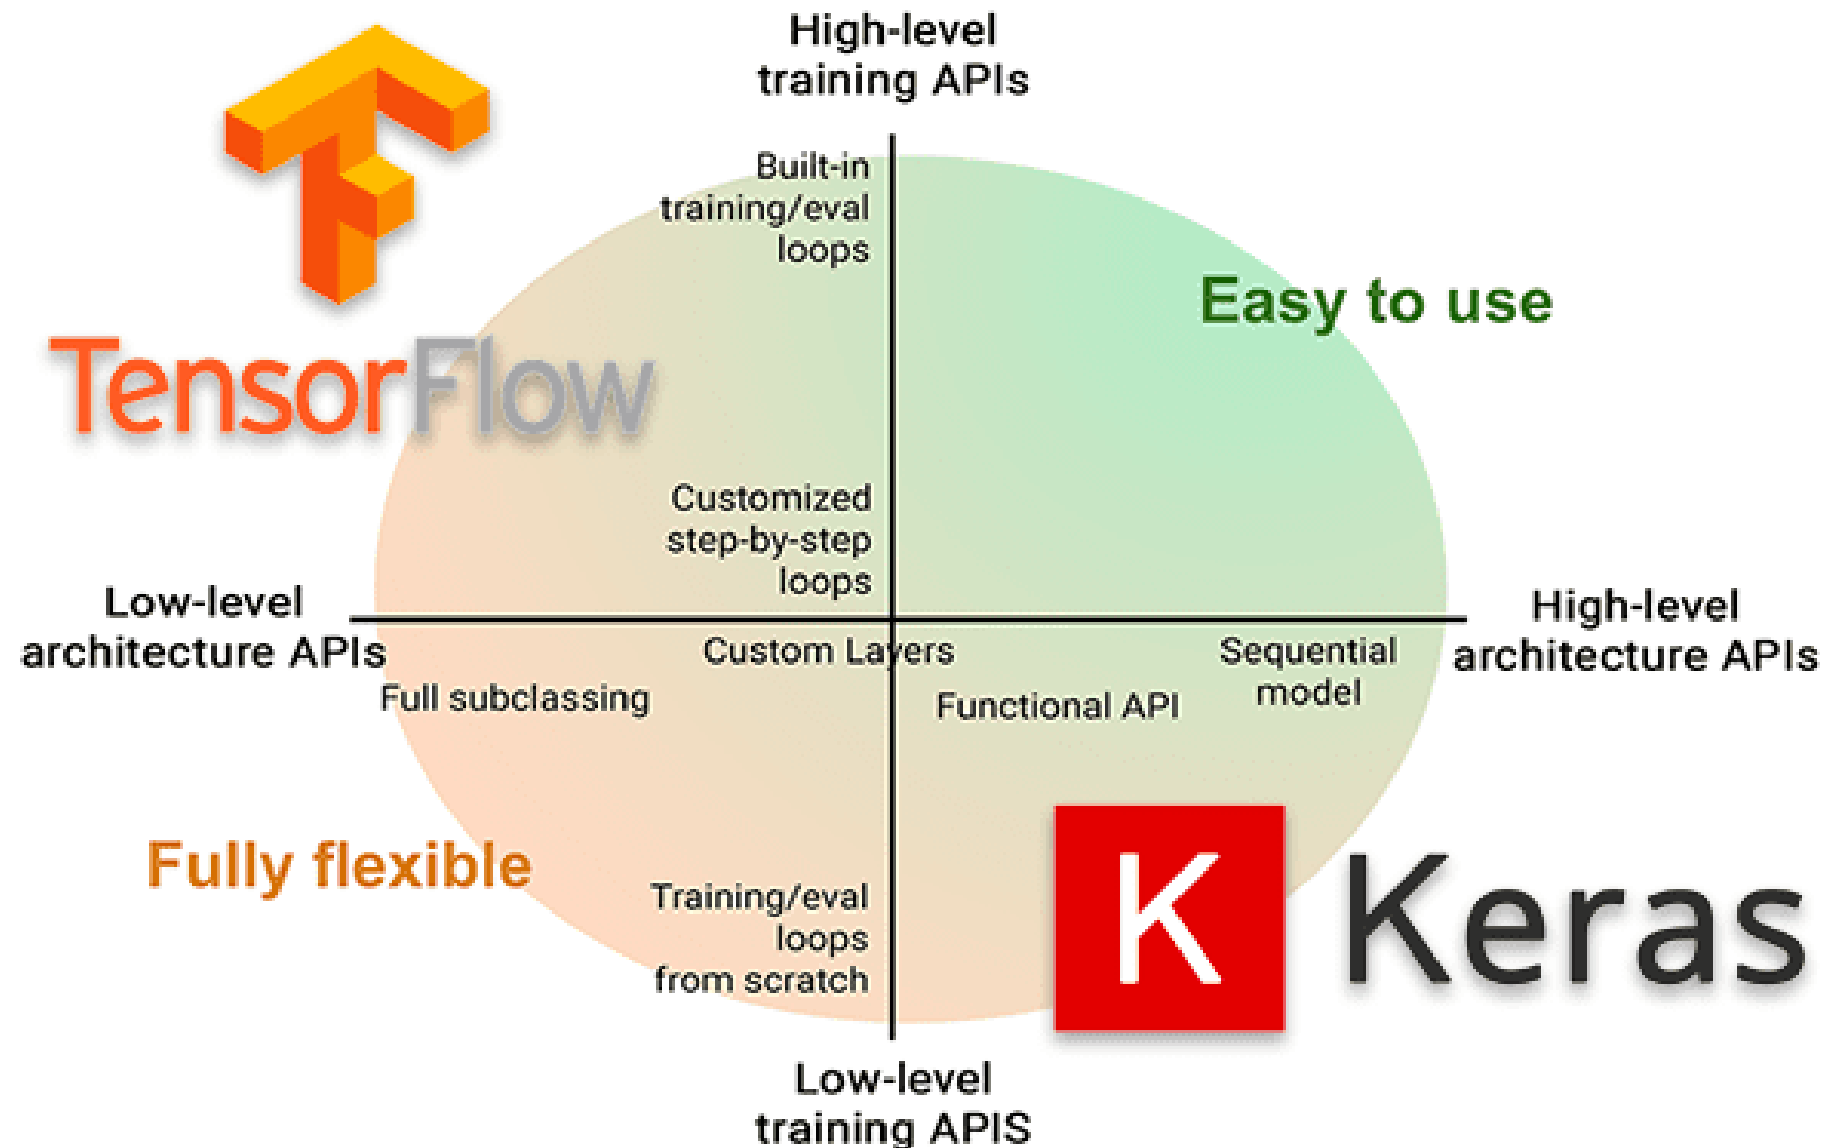 High-level
training APIs
Built-in
training/eval
loops
Easy to use
TensorFlow
Customized
step-by-step
loops
Low-level
architecture APIs
High-level
architecture APIs
Custom Layers
Sequential
model
Full subclassing
Functional API
Fully flexible
Training/eval
loops
from scratch
K Keras
Low-level
training APIS